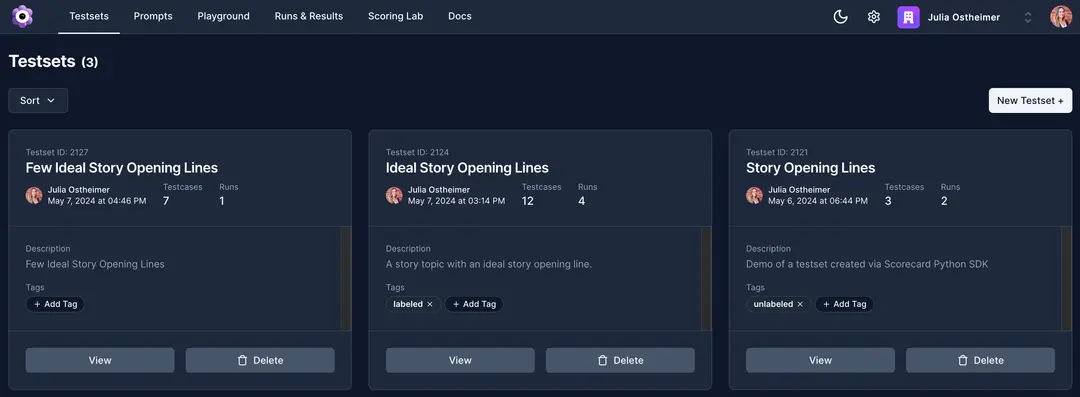 Testsets Prompts Playground Runs & Results Scoring Lab Docs Julia Ostheimer
Testsets (3)
Sort New Testset +
Testset ID: 2127
Few Ideal Story Opening Lines
Julia Ostheimer
May 7, 2024 at 04:46 PM
Testcases
7
Runs
1
Description
Few Ideal Story Opening Lines
Tags
+ Add Tag
View Delete
Testset ID: 2124
Ideal Story Opening Lines
Julia Ostheimer
May 7, 2024 at 03:14 PM
Testcases
12
Runs
4
Description
A story topic with an ideal story opening line.
Tags
labeled × + Add Tag
View Delete
Testset ID: 2121
Story Opening Lines
Julia Ostheimer
May 6, 2024 at 06:44 PM
Testcases
3
Runs
2
Description
Demo of a testset created via Scorecard Python SDK
Tags
unlabeled × + Add Tag
View Delete